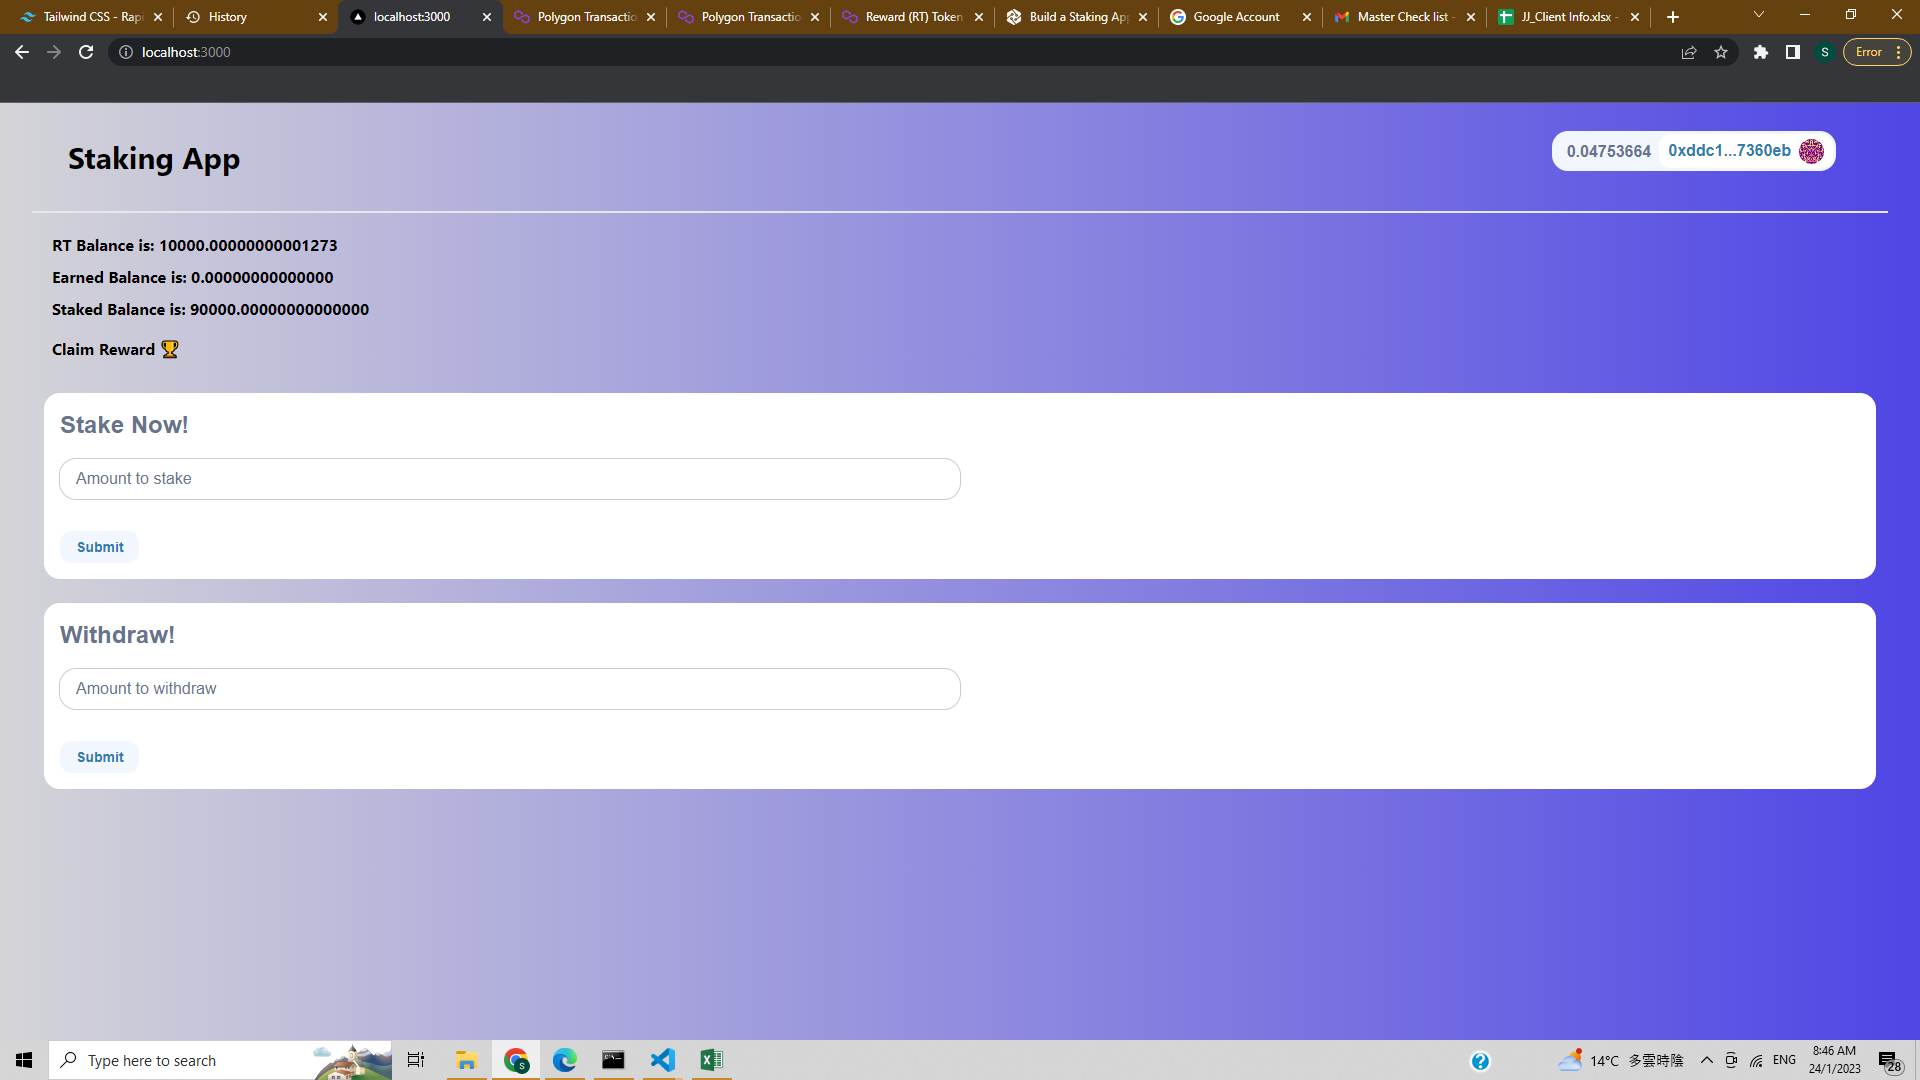 Tailwind CSS - Rapi
History
localhost:3000
Polygon Transactio
Polygon Transactio
Reward (RT) Token
Build a Staking App
Google Account
Master Check list -
JJ_Client Info.xlsx -
localhost:3000
S
Error
Staking App
0.04753664
0xddc1...7360eb
RT Balance is: 10000.00000000001273
Earned Balance is: 0.00000000000000
Staked Balance is: 90000.00000000000000
Claim Reward 🏆
Stake Now!
Amount to stake
Submit
Withdraw!
Amount to withdraw
Submit
Type here to search
14°C 多雲時陰
ENG
8:46 AM
24/1/2023
28